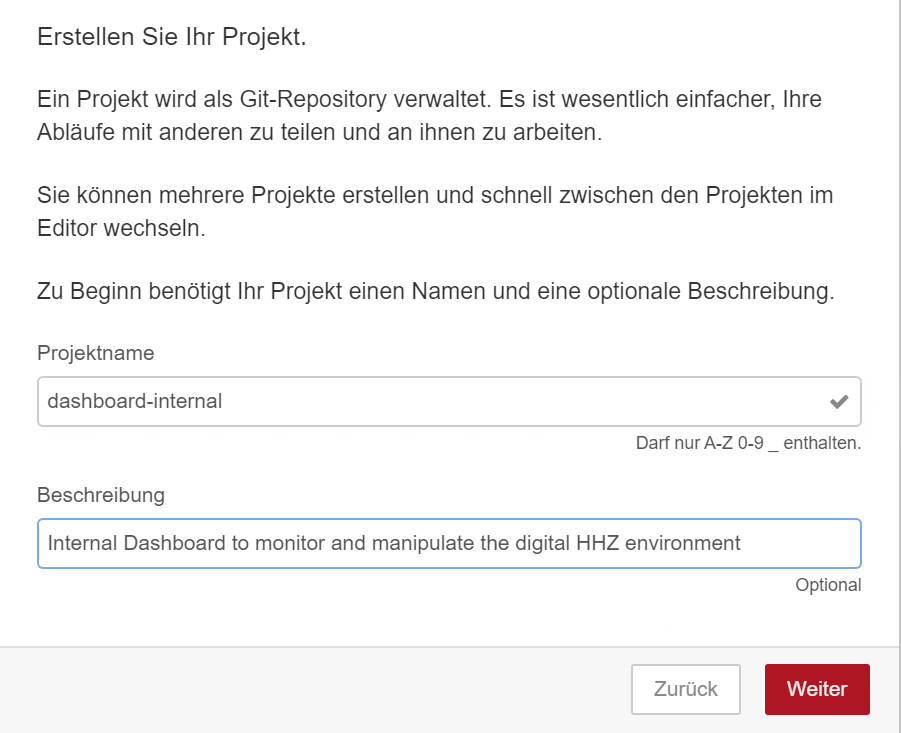 Erstellen Sie Ihr Projekt.
Ein Projekt wird als Git-Repository verwaltet. Es ist wesentlich einfacher, Ihre
Abläufe mit anderen zu teilen und an ihnen zu arbeiten.
Sie können mehrere Projekte erstellen und schnell zwischen den Projekten im
Editor wechseln.
Zu Beginn benötigt Ihr Projekt einen Namen und eine optionale Beschreibung.
Projektname
dashboard-internal
Darf nur A-Z 0-9 _ enthalten.
Beschreibung
Internal Dashboard to monitor and manipulate the digital HHZ environment
Optional
Zurück Weiter